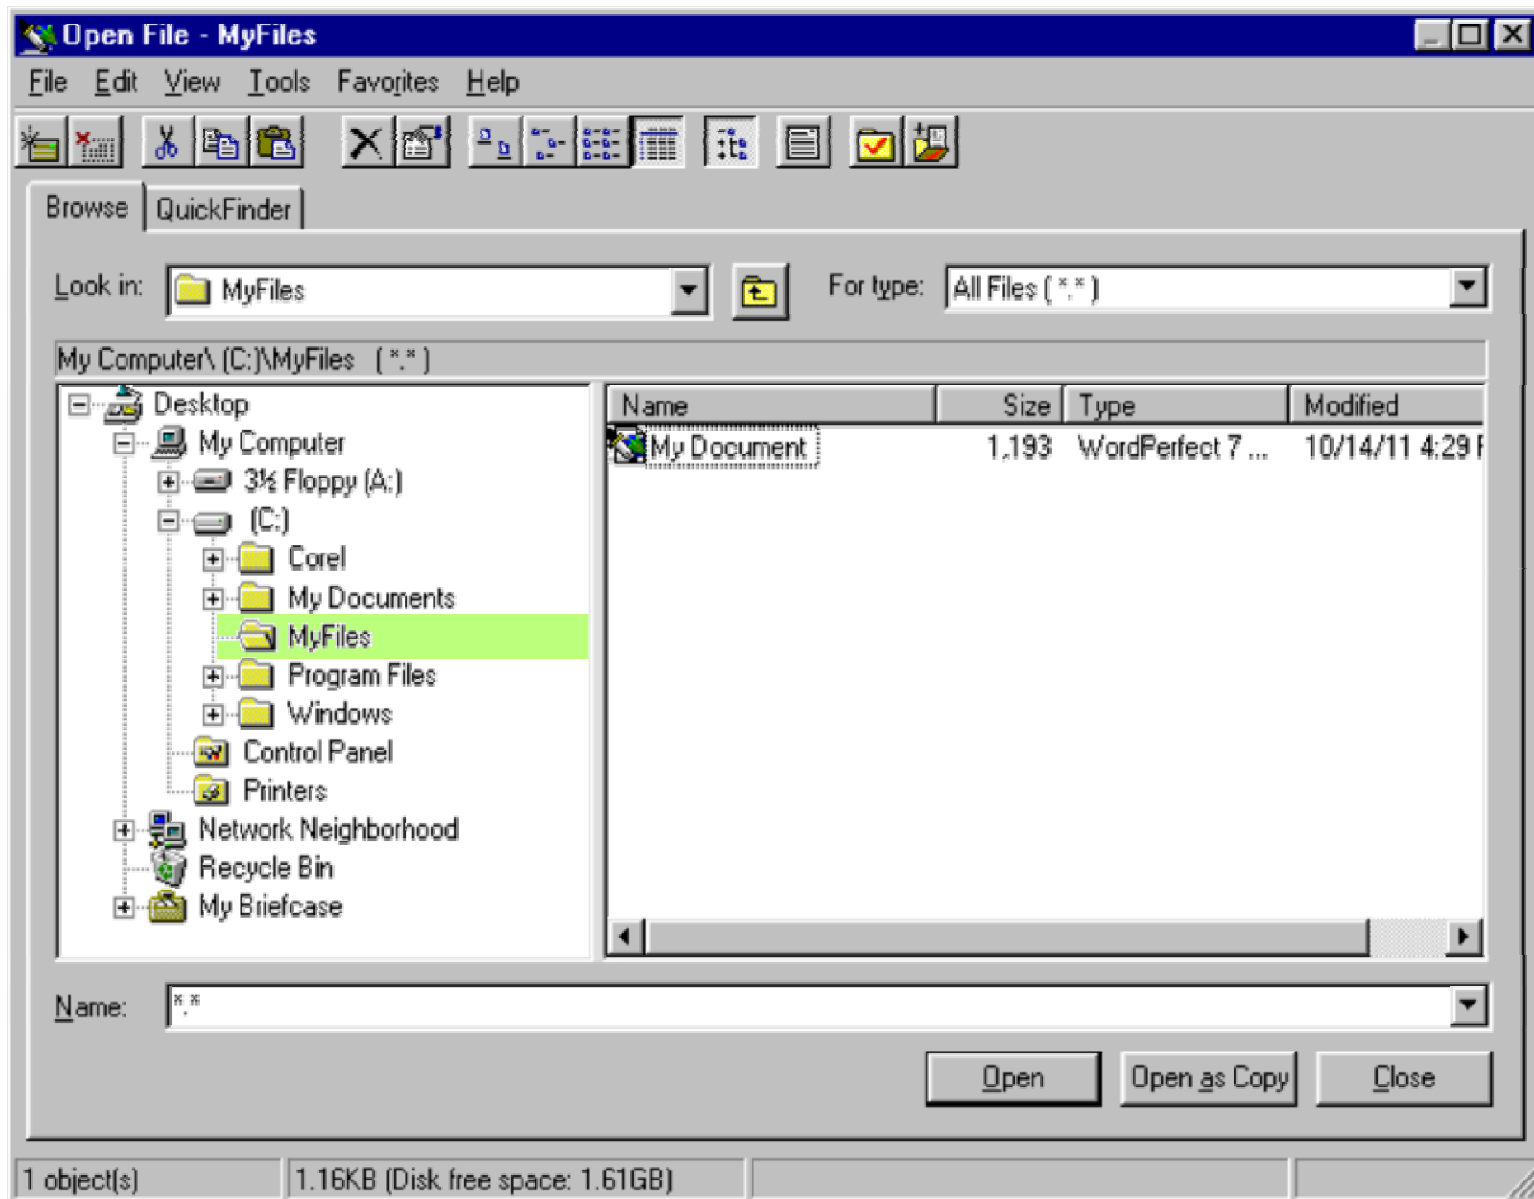 Open File - MyFiles
File Edit View Tools Favorites Help
Browse QuickFinder
Look in: MyFiles For type: All Files (*.*)
My Computer\ (C:)\MyFiles (*.*)
Desktop
My Computer
3½ Floppy (A:)
(C:)
Corel
My Documents
MyFiles
Program Files
Windows
Control Panel
Printers
Network Neighborhood
Recycle Bin
My Briefcase
Name Size Type Modified
My Document 1,193 WordPerfect 7 ... 10/14/11 4:29
Name: *.*
Open Open as Copy Close
1 object(s) 1.16KB (Disk free space: 1.61GB)